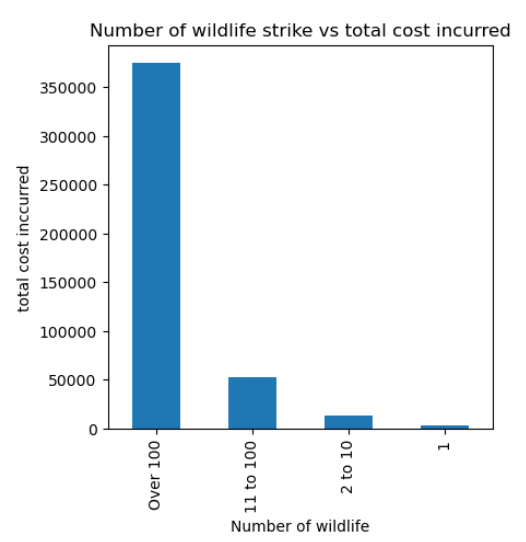 Number of wildlife strike vs total cost incurred
total cost inccurred
350000
300000
250000
200000
150000
100000
50000
0
Over 100
11 to 100
2 to 10
1
Number of wildlife